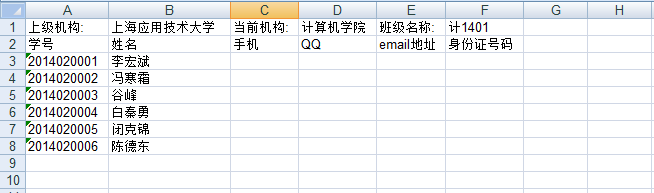 A B C D E F G H
1 上级机构: 上海应用技术大学 当前机构: 计算机学院 班级名称: 计1401
2 学号 姓名 手机 QQ email地址 身份证号码
3 2014020001 李宏斌
4 2014020002 冯寒霜
5 2014020003 谷峰
6 2014020004 白秦勇
7 2014020005 闭克锦
8 2014020006 陈德东
9
10